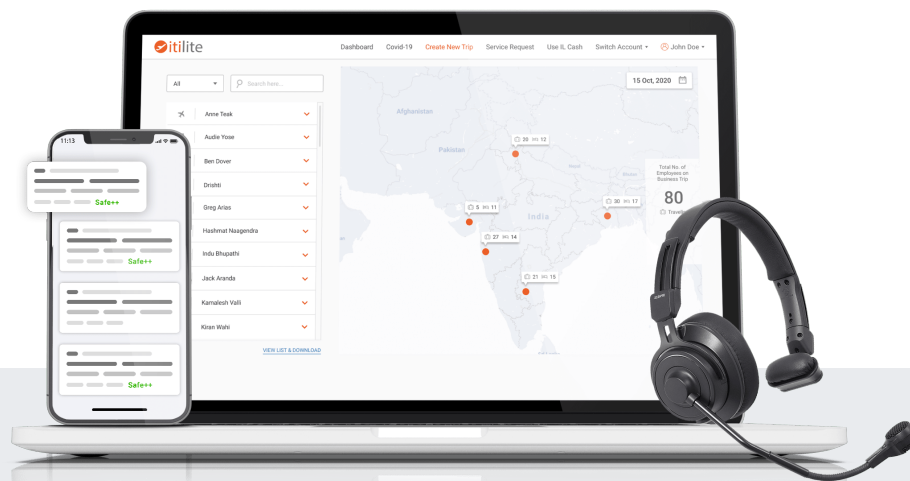 itilite
Dashboard Covid-19 Create New Trip Service Request Use IL Cash Switch Account John Doe
All
Search here...
15 Oct, 2020
Anne Teak
Audie Yose
Ben Dover
Drishti
Greg Arias
Hashmat Naagendra
Indu Bhupathi
Jack Aranda
Kamalesh Valli
Kiran Wahi
VIEW LIST & DOWNLOAD
Afghanistan
Pakistan
Nepal
Bhutan
India
20 12
5 11
30 17
27 14
21 15
Total No. of
Employees on
Business Trip
80
11:13
Safe++
Safe++
Safe++